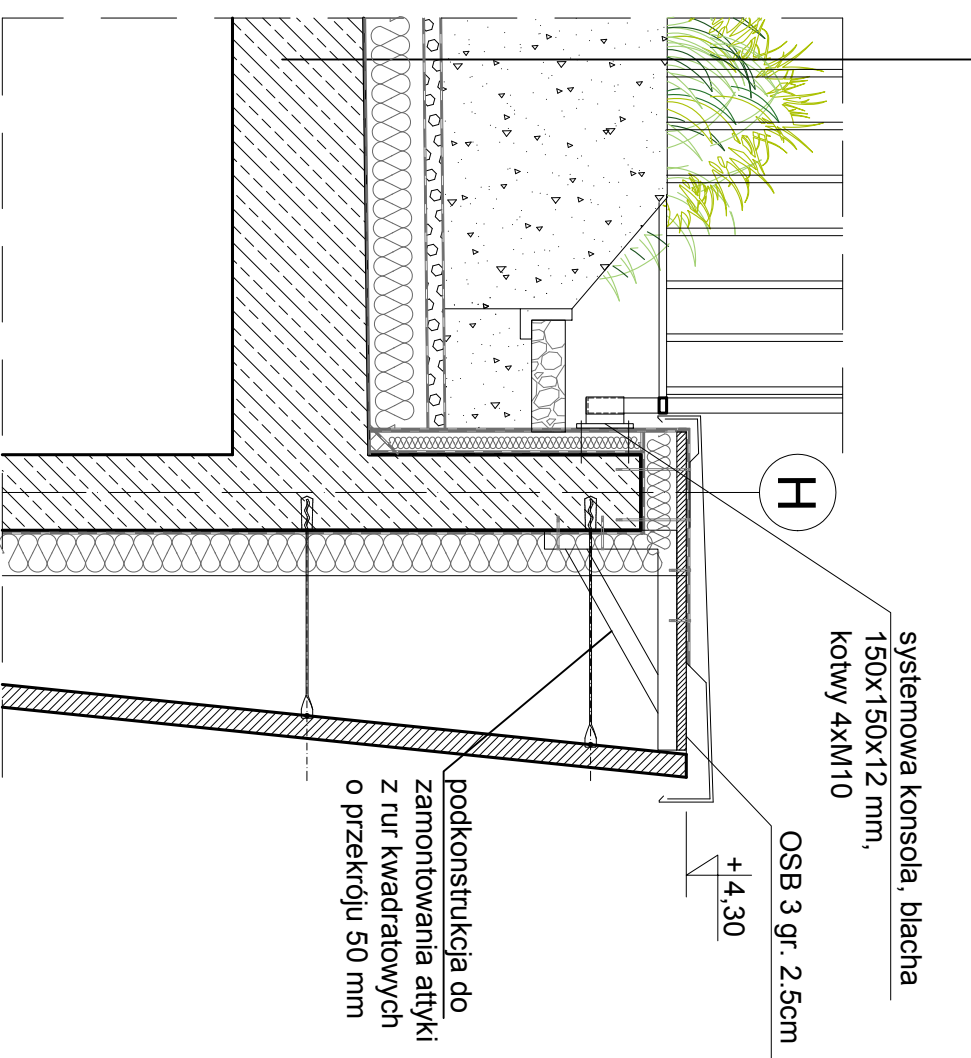 H
systemowa konsola, blacha
150x150x12 mm,
kotwy 4xM10
OSB 3 gr. 2.5cm
+ 4,30
podkonstrukcja do
zamontowania attyki
z rur kwadratowych
o przekróju 50 mm